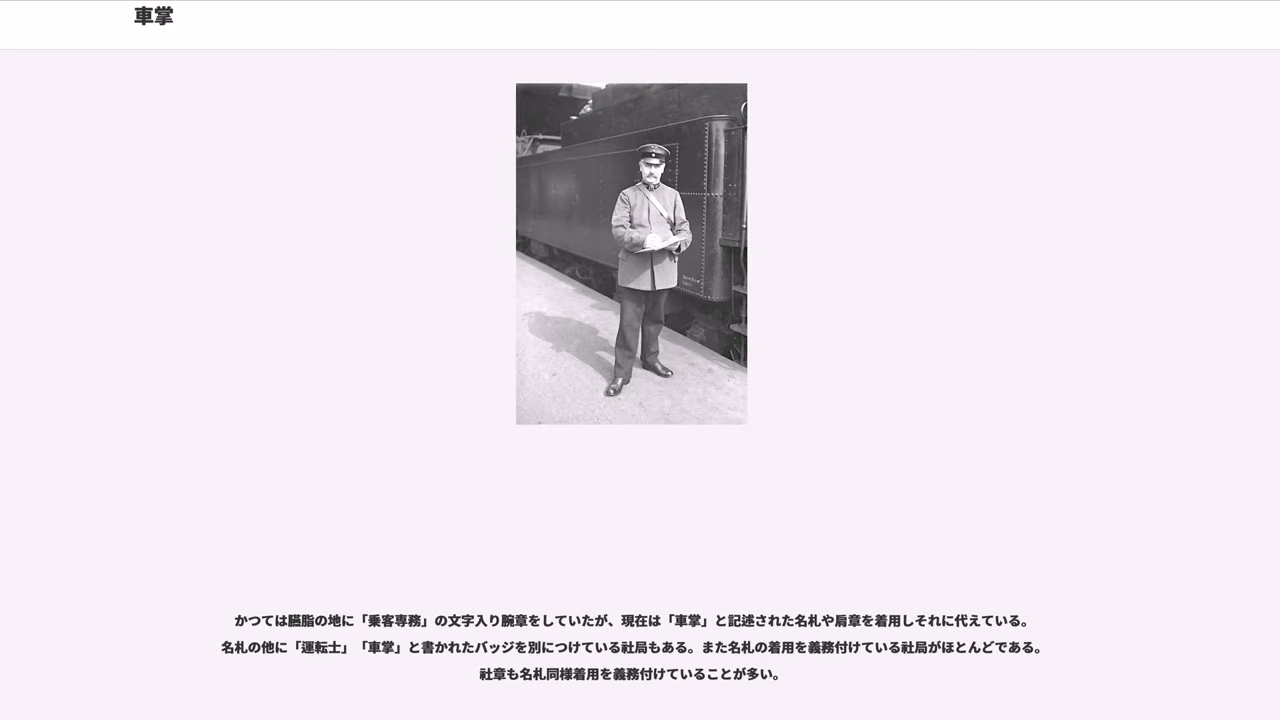 車掌
かつては臙脂の地に「乗客専務」の文字入り腕章をしていたが、現在は「車掌」と記述された名札や肩章を着用しそれに代えている。
名札の他に「運転士」「車掌」と書かれたバッジを別につけている社局もある。また名札の着用を義務付けている社局がほとんどである。
社章も名札同様着用を義務付けていることが多い。